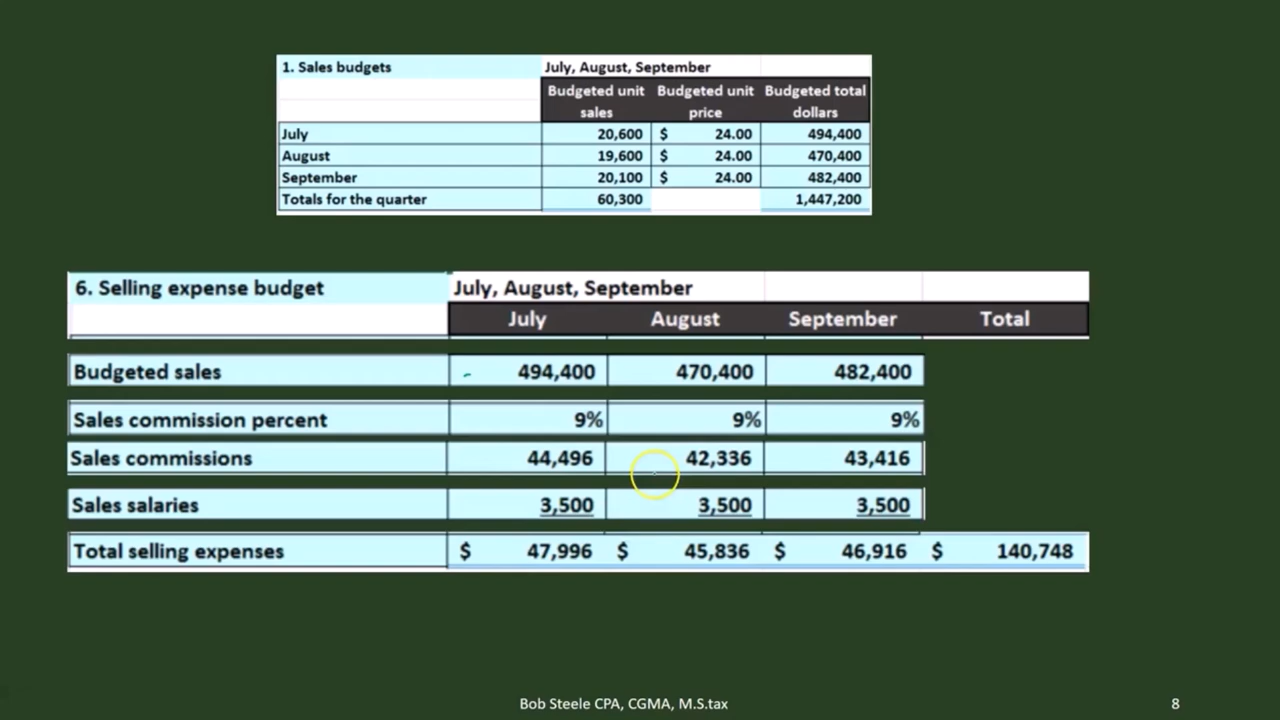 1. Sales budgets July, August, September
Budgeted unit sales Budgeted unit price Budgeted total dollars
July 20,600 $ 24.00 494,400
August 19,600 $ 24.00 470,400
September 20,100 $ 24.00 482,400
Totals for the quarter 60,300 1,447,200
6. Selling expense budget July, August, September
July August September Total
Budgeted sales 494,400 470,400 482,400
Sales commission percent 9% 9% 9%
Sales commissions 44,496 42,336 43,416
Sales salaries 3,500 3,500 3,500
Total selling expenses $ 47,996 $ 45,836 $ 46,916 $ 140,748
Bob Steele CPA, CGMA, M.S.tax 8